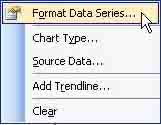 Format Data Series...
Chart Type...
Source Data...
Add Trendline...
Clear